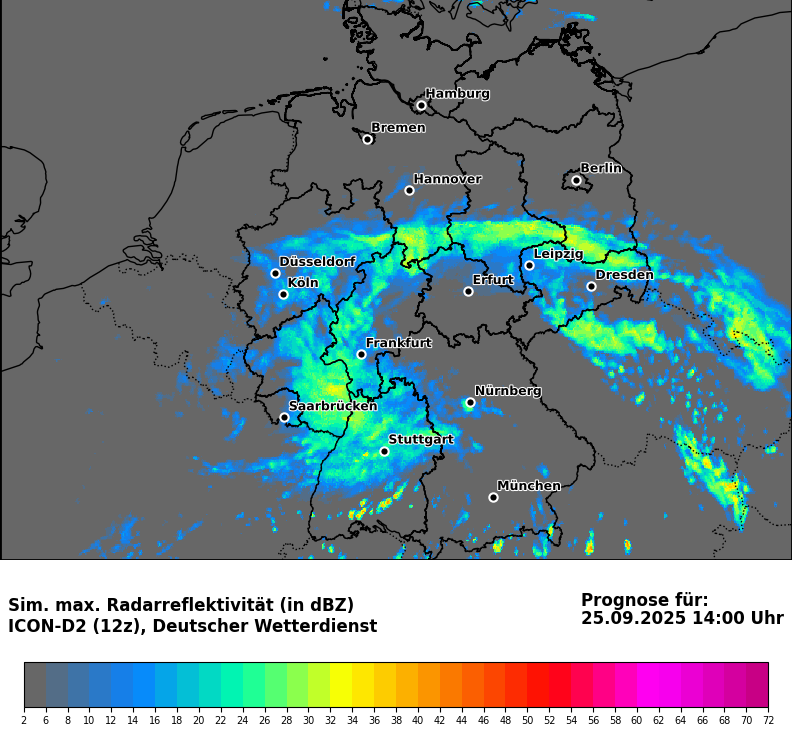 Hamburg
Bremen
Berlin
Hannover
Leipzig
Düsseldorf
Dresden
Köln
Erfurt
Frankfurt
Nürnberg
Saarbrücken
Stuttgart
München
Sim. max. Radarreflektivität (in dBZ)
ICON-D2 (12z), Deutscher Wetterdienst
Prognose für:
25.09.2025 14:00 Uhr
2 6 8 10 12 14 16 18 20 22 24 26 28 30 32 34 36 38 40 42 44 46 48 50 52 54 56 58 60 62 64 66 68 70 72